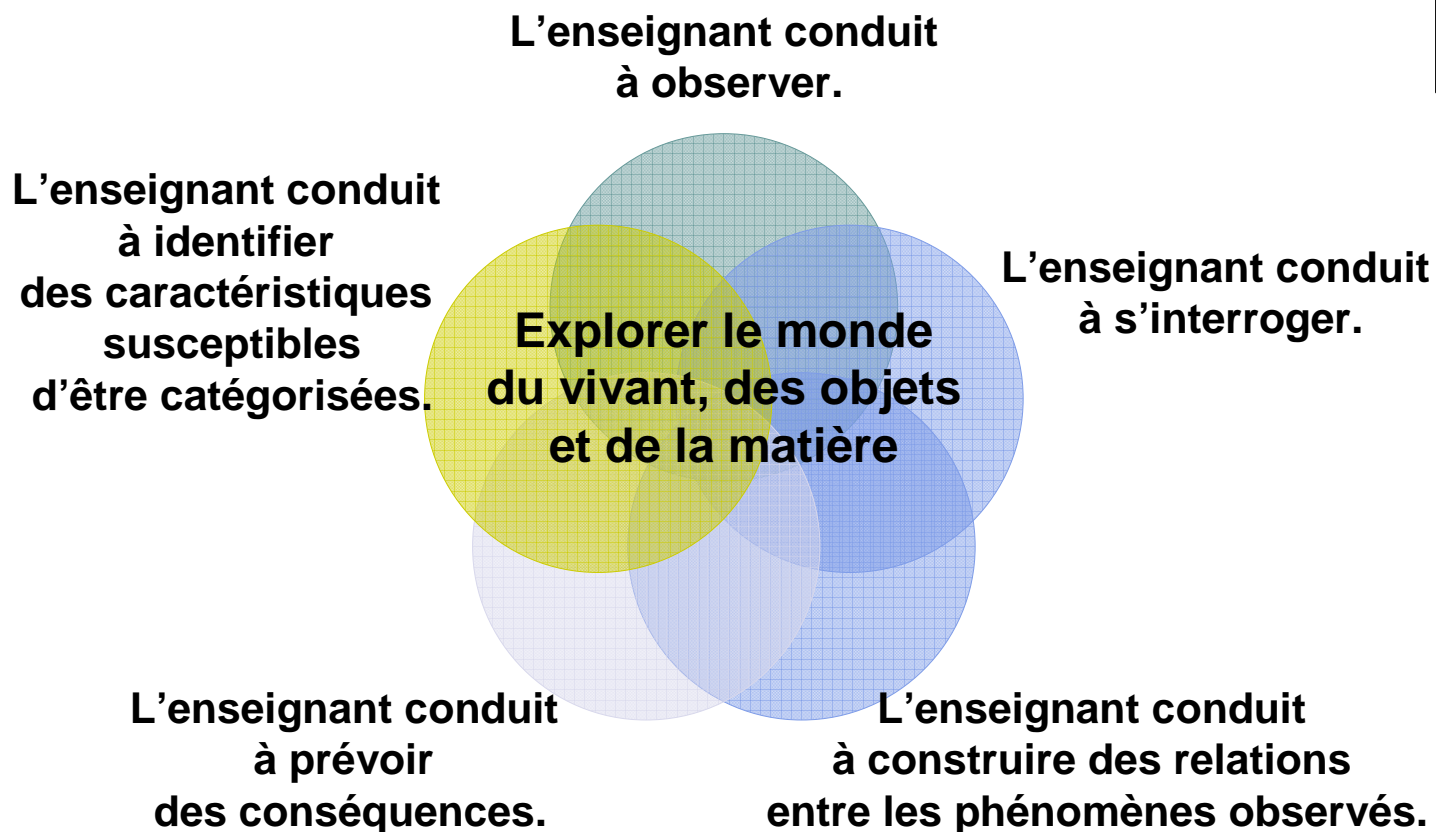 L’enseignant conduit
à observer.
L’enseignant conduit
à identifier
des caractéristiques
susceptibles
d’être catégorisées.
L’enseignant conduit
à s’interroger.
Explorer le monde
du vivant, des objets
et de la matière
L’enseignant conduit
à prévoir
des conséquences.
L’enseignant conduit
à construire des relations
entre les phénomènes observés.